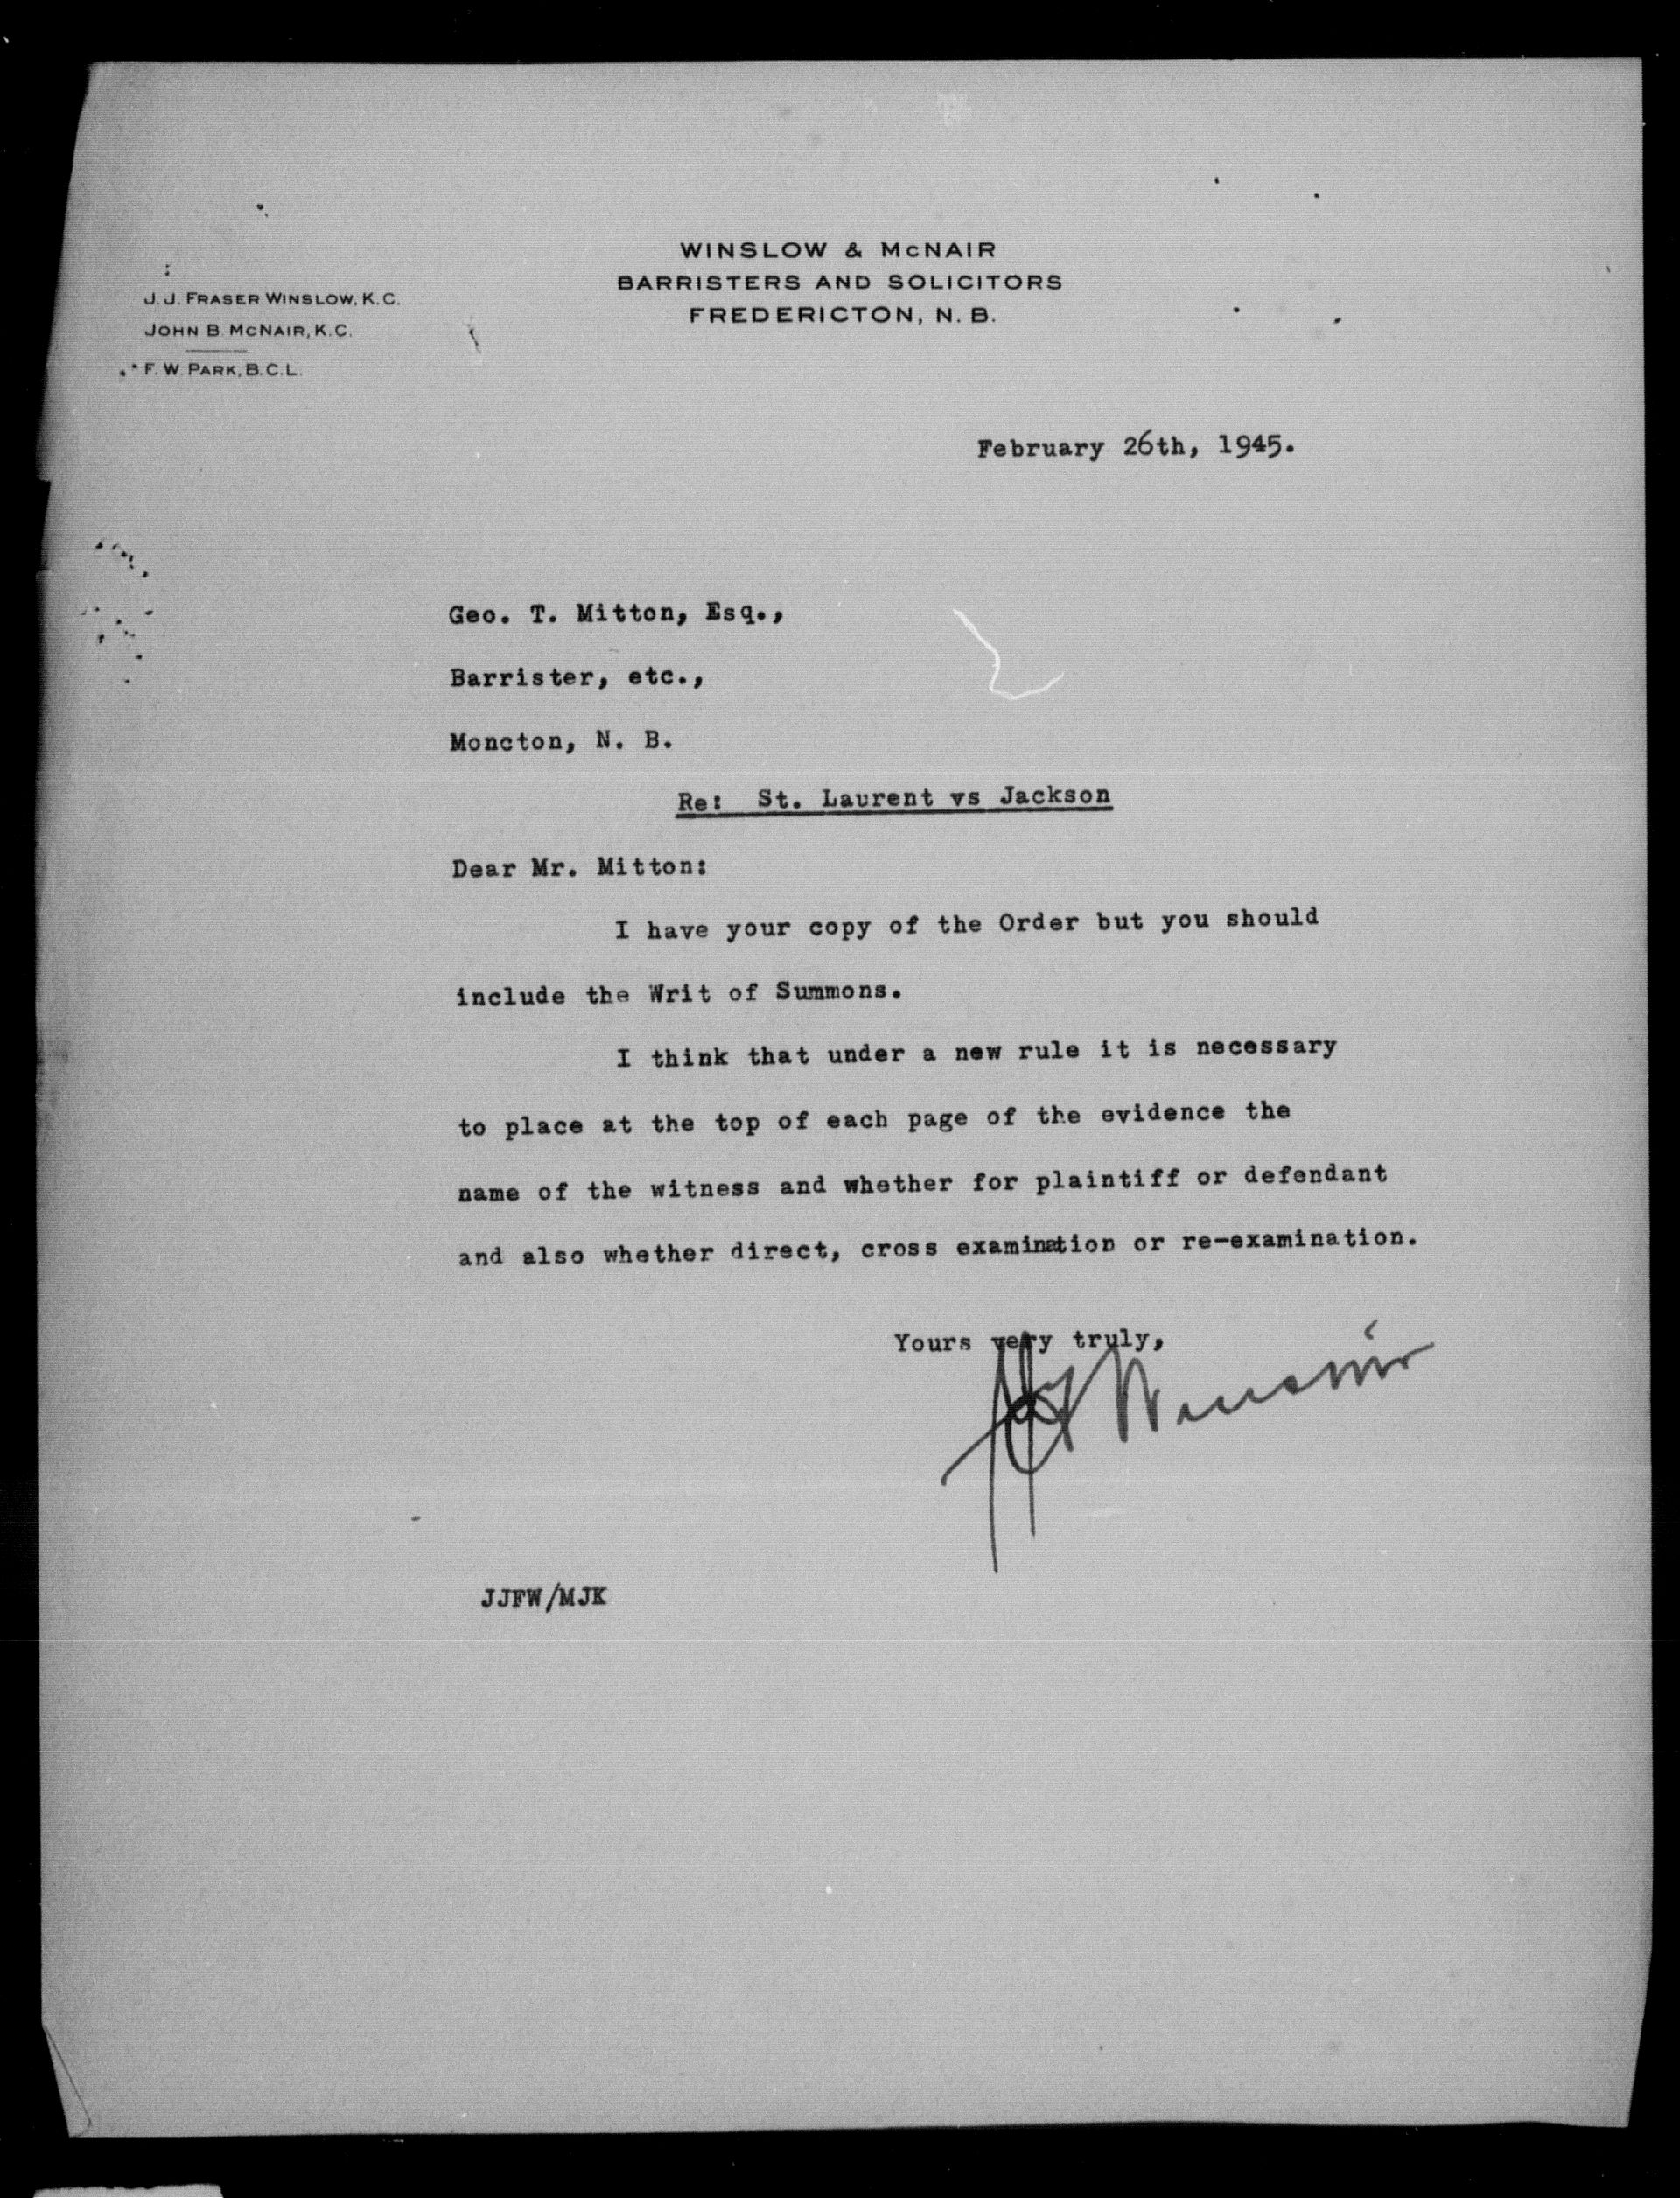 WINSLOW & McNAIR
BARRISTERS AND SOLICITORS
FREDERICTON, N. B.
J. J. FRASER WINSLOW, K. C.
JOHN B. McNAIR, K. C.
F. W. PARK, B. C. L.
February 26th, 1945.
Geo. T. Mitton, Esq.,
Barrister, etc.,
Moncton, N. B.
Re: St. Laurent vs Jackson
Dear Mr. Mitton:
I have your copy of the Order but you should
include the Writ of Summons.
I think that under a new rule it is necessary
to place at the top of each page of the evidence the
name of the witness and whether for plaintiff or defendant
and also whether direct, cross examination or re-examination.
Yours very truly,
JJFW/MJK